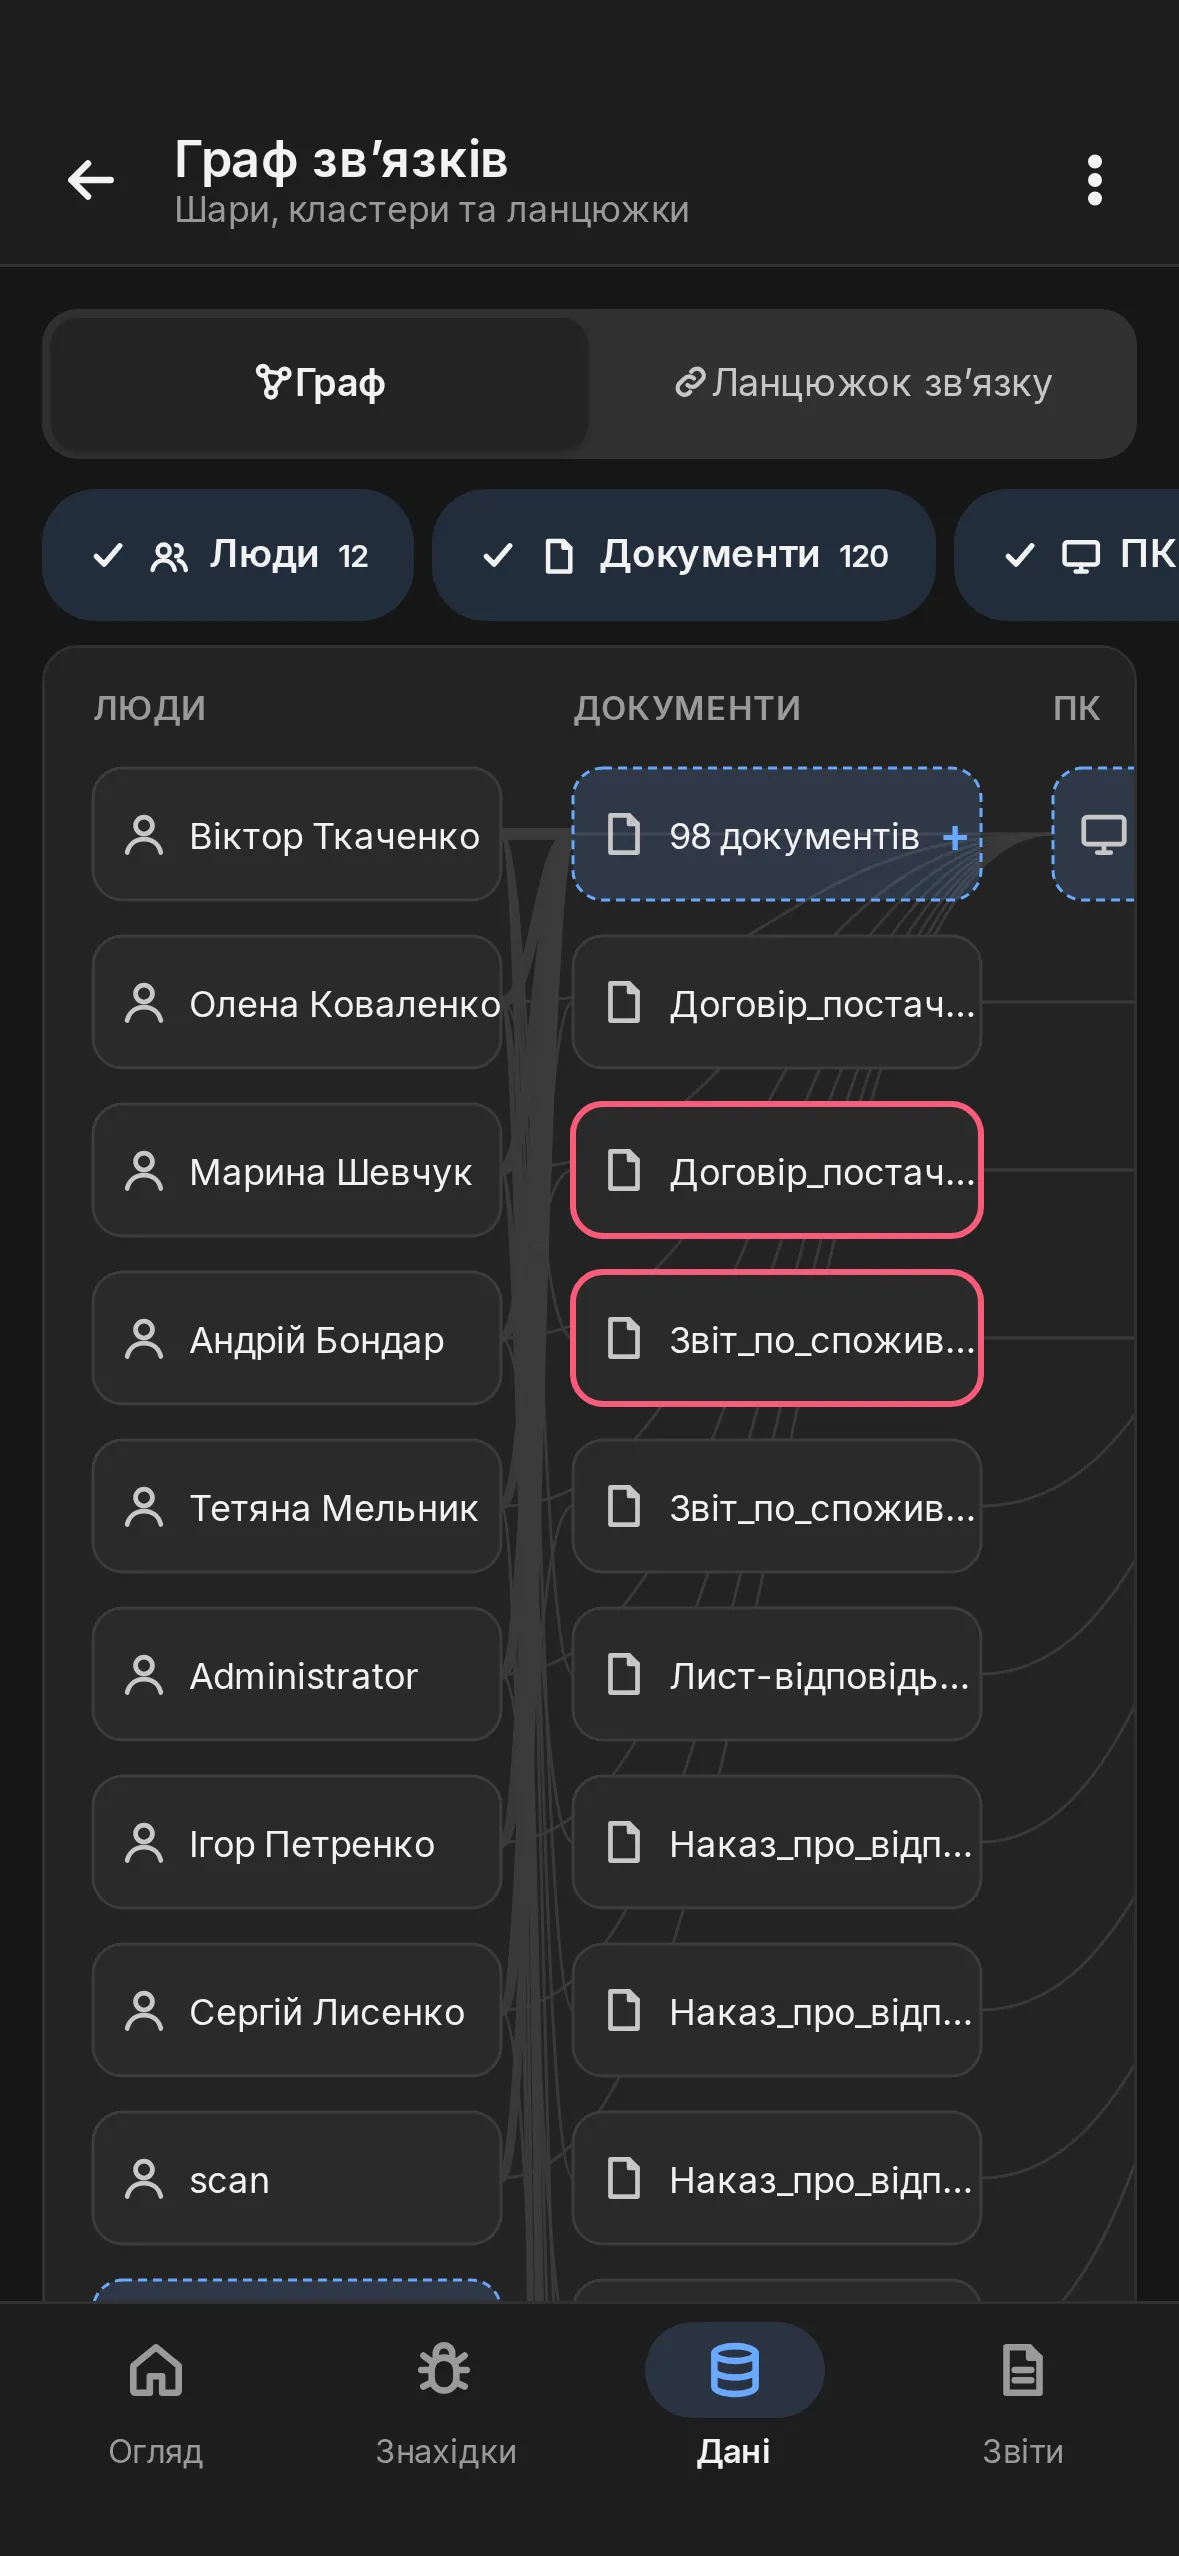 Граф зв’язків
Шари, кластери та ланцюжки
Граф
Ланцюжок зв’язку
Люди 12
Документи 120
ПК
ЛЮДИ
ДОКУМЕНТИ
ПК
Віктор Ткаченко
98 документів +
Олена Коваленко
Договір_постач...
Марина Шевчук
Договір_постач...
Андрій Бондар
Звіт_по_спожив...
Тетяна Мельник
Звіт_по_спожив...
Administrator
Лист-відповідь...
Ігор Петренко
Наказ_про_відп...
Сергій Лисенко
Наказ_про_відп...
scan
Наказ_про_відп...
Огляд
Знахідки
Дані
Звіти